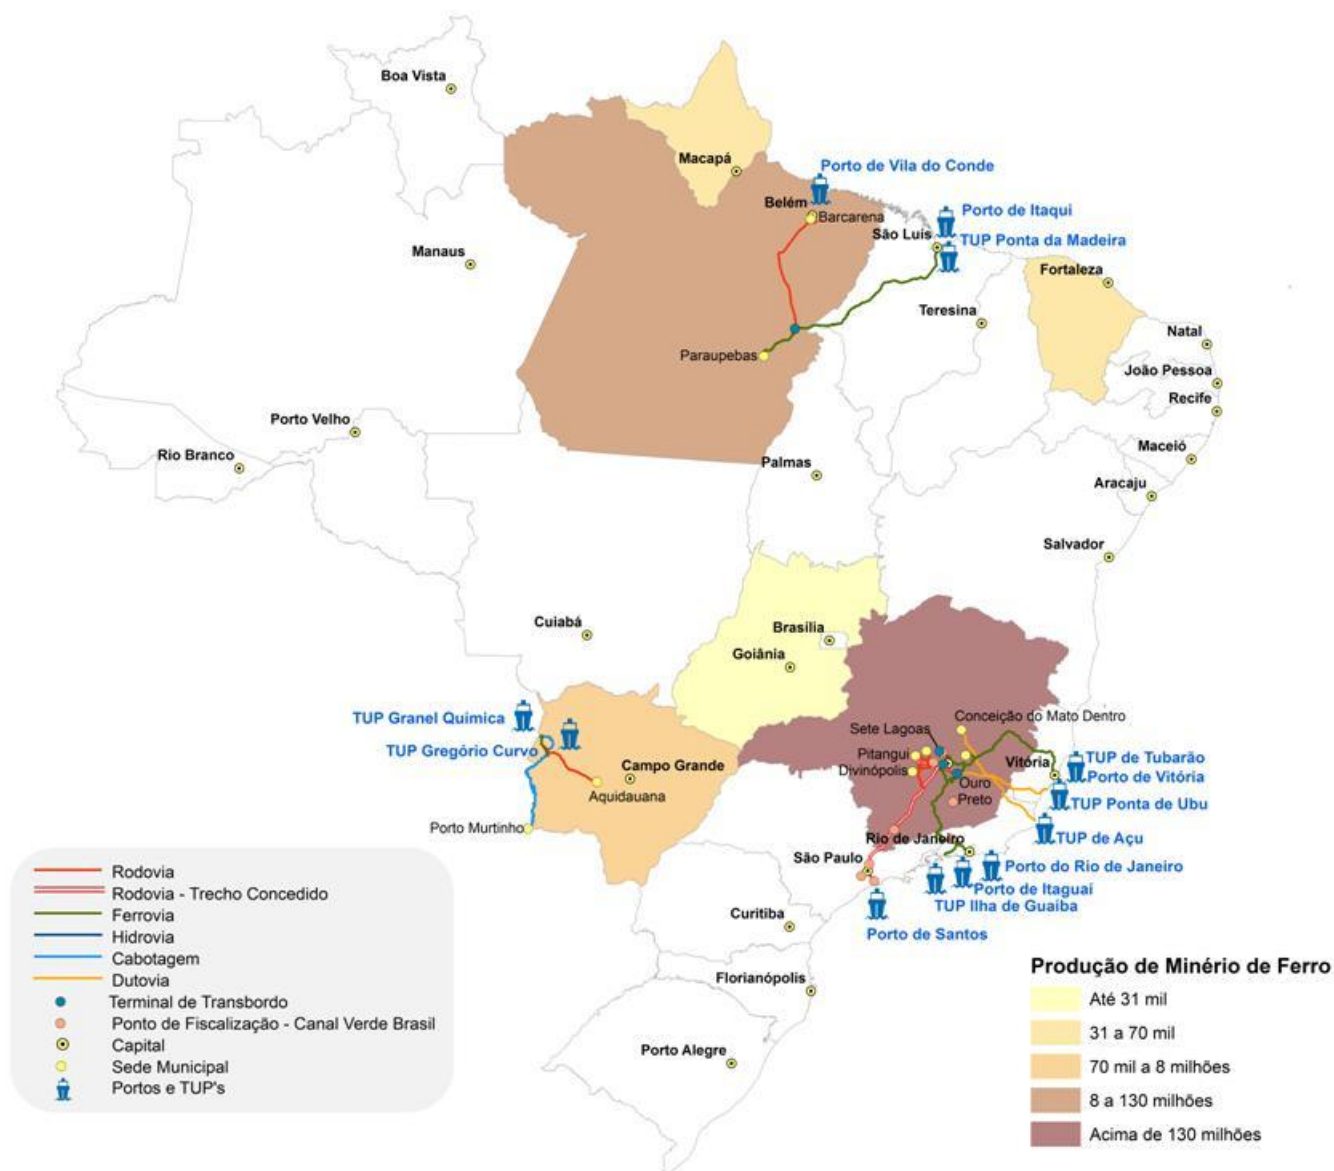 Boa Vista
Macapá
Porto de Vila do Conde
Belém
Barcarena
Porto de Itaqui
São Luis
TUP Ponta da Madeira
Manaus
Fortaleza
Teresina
Natal
Paraupebas
João Pessoa
Recife
Porto Velho
Rio Branco
Maceió
Palmas
Aracaju
Salvador
Cuiabá
Brasília
Goiânia
TUP Granel Química
Conceição do Mato Dentro
Sete Lagoas
TUP Gregório Curvo
Pitangui
Vitória
TUP de Tubarão
Campo Grande
Divinópolis
Porto de Vitória
Aquidauana
Ouro
Preto
TUP Ponta de Ubu
Porto Murtinho
Rio de Janeiro
TUP de Açu
São Paulo
Porto do Rio de Janeiro
Porto de Itaguaí
TUP Ilha de Guaíba
Curitiba
Porto de Santos
Florianópolis
Porto Alegre
Rodovia
Rodovia - Trecho Concedido
Ferrovia
Hidrovia
Cabotagem
Dutovia
Terminal de Transbordo
Ponto de Fiscalização - Canal Verde Brasil
Capital
Sede Municipal
Portos e TUP's
Produção de Minério de Ferro
Até 31 mil
31 a 70 mil
70 mil a 8 milhões
8 a 130 milhões
Acima de 130 milhões